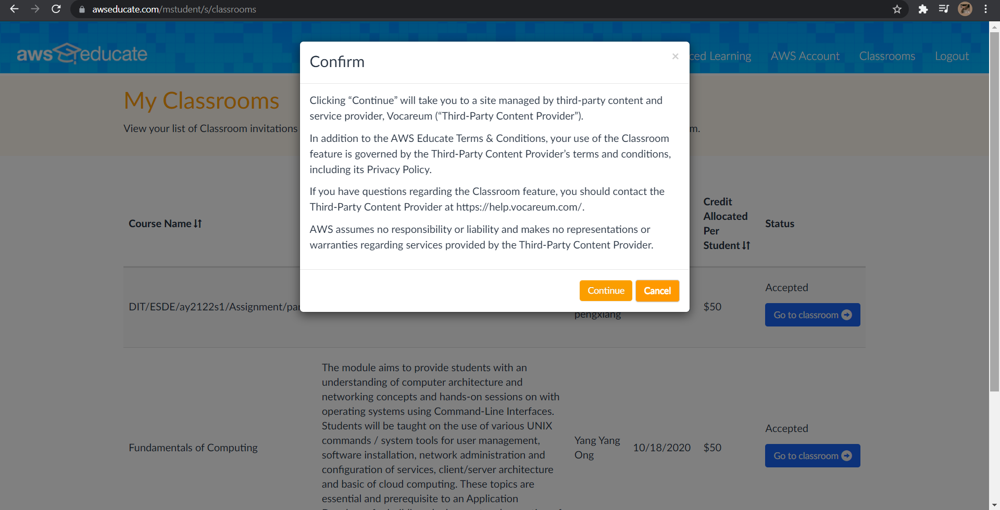 awseducate.com/mstudent/s/classrooms
aws educate
ced Learning
AWS Account
Classrooms
Logout
My Classrooms
View your list of Classroom invitations
m.
Confirm
×
Clicking “Continue” will take you to a site managed by third-party content and
service provider, Vocareum (“Third-Party Content Provider”).
In addition to the AWS Educate Terms & Conditions, your use of the Classroom
feature is governed by the Third-Party Content Provider’s terms and conditions,
including its Privacy Policy.
If you have questions regarding the Classroom feature, you should contact the
Third-Party Content Provider at https://help.vocareum.com/.
AWS assumes no responsibility or liability and makes no representations or
warranties regarding services provided by the Third-Party Content Provider.
Continue
Cancel
Course Name
Credit
Allocated
Per
Student
Status
DIT/ESDE/ay2122s1/Assignment/par
pengxiang
$50
Accepted
Go to classroom
Fundamentals of Computing
The module aims to provide students with an
understanding of computer architecture and
networking concepts and hands-on sessions on with
operating systems using Command-Line Interfaces.
Students will be taught on the use of various UNIX
commands / system tools for user management,
software installation, network administration and
configuration of services, client/server architecture
and basic of cloud computing. These topics are
essential and prerequisite to an Application
Yang Yang
Ong
10/18/2020
$50
Accepted
Go to classroom